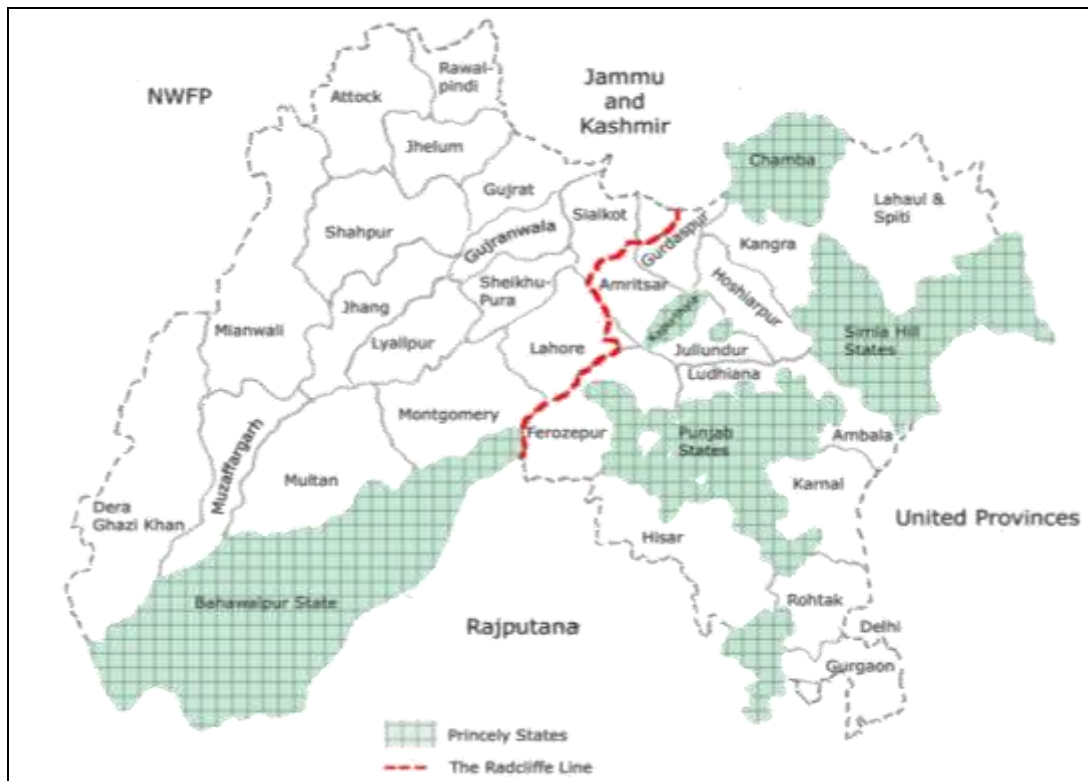 NWFP
Rawal-
pindi
Attock
Jammu
and
Kashmir
Jhelum
Chamba
Gujrat
Lahaul &
Spiti
Sialkot
Shahpur
Gujranwala
Gurdaspur
Kangra
Sheikhu-
Pura
Amritsar
Hoshiarpur
Jhang
Mianwali
Kapurthala
Simla Hill
States
Lyallpur
Lahore
Jullundur
Ludhiana
Montgomery
Ferozepur
Punjab
States
Ambala
Muzaffargarh
Multan
Karnal
Dera
Ghazi Khan
United Provinces
Hisar
Bahawalpur State
Rohtak
Rajputana
Delhi
Gurgaon
Princely States
The Radcliffe Line